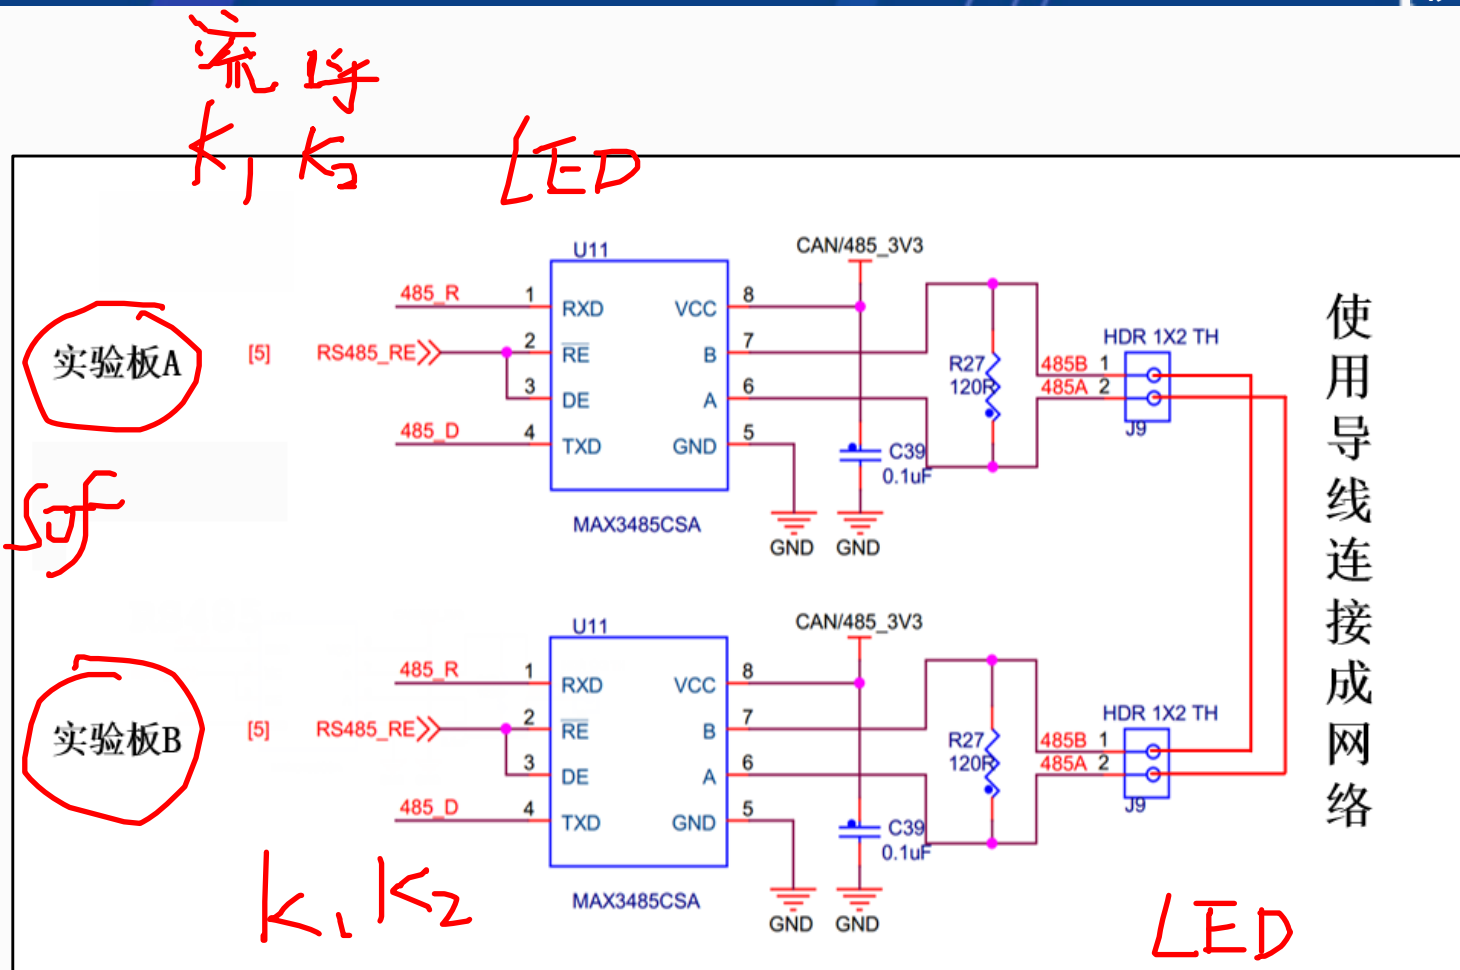 流 呼
K1 K2
LED
U11
CAN/485_3V3
485_R 1 RXD VCC 8
实验板A [5] RS485_RE 2 RE B 7
3 DE A 6
485_D 4 TXD GND 5
R27
120R
HDR 1X2 TH
485B 1
485A 2
J9
C39
0.1uF
MAX3485CSA
GND GND
U11
CAN/485_3V3
485_R 1 RXD VCC 8
实验板B [5] RS485_RE 2 RE B 7
3 DE A 6
485_D 4 TXD GND 5
R27
120R
HDR 1X2 TH
485B 1
485A 2
J9
C39
0.1uF
MAX3485CSA
GND GND
K1 K2
LED
使用导线连接成网络